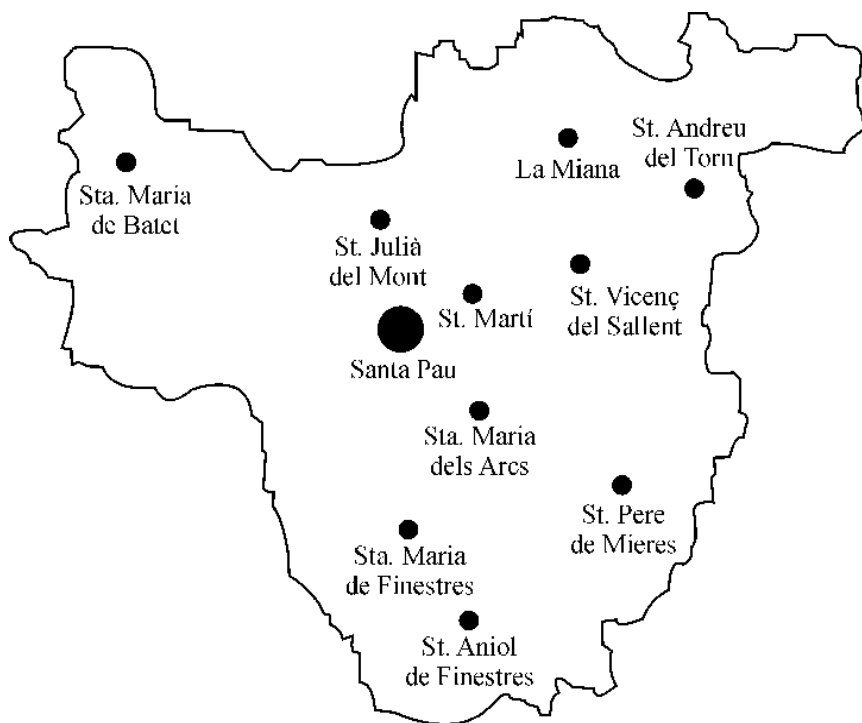 St. Andreu
del Torn
La Miana
Sta. Maria
de Batet
St. Julià
del Mont
St. Vicenç
del Sallent
St. Martí
Santa Pau
Sta. Maria
dels Arcs
St. Pere
de Mieres
Sta. Maria
de Finestres
St. Aniol
de Finestres